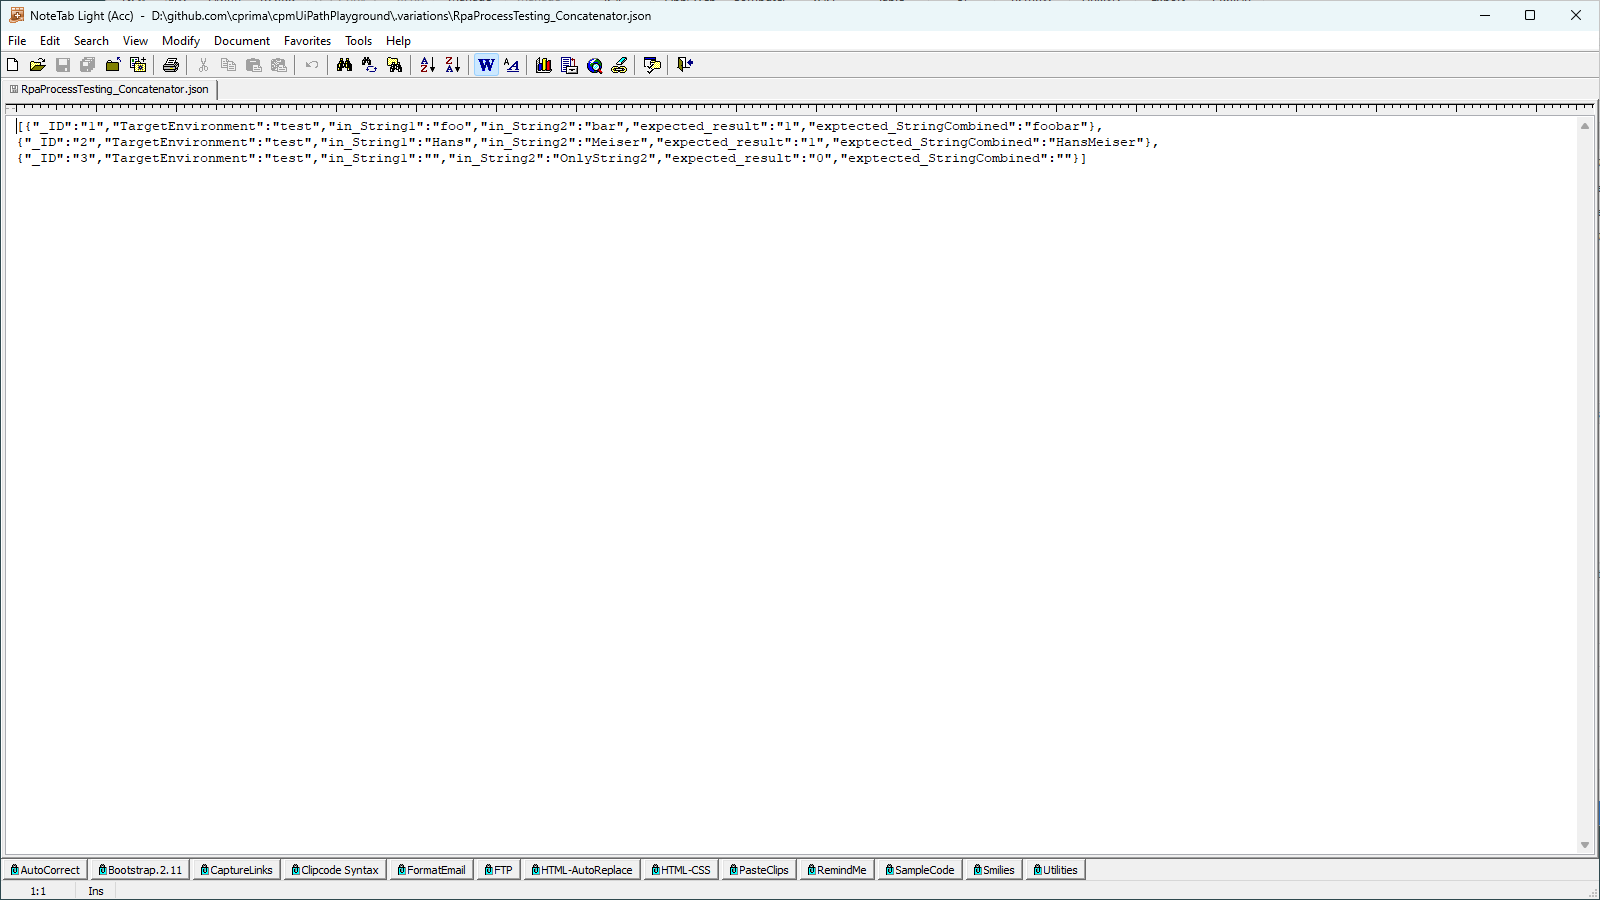 NoteTab Light (Acc) - D:\github.com\cprima\cpmUiPathPlayground\.variations\RpaProcessTesting_Concatenator.json
File Edit Search View Modify Document Favorites Tools Help
RpaProcessTesting_Concatenator.json
[{"_ID":"1","TargetEnvironment":"test","in_String1":"foo","in_String2":"bar","expected_result":"1","exptected_StringCombined":"foobar"},
{"_ID":"2","TargetEnvironment":"test","in_String1":"Hans","in_String2":"Meiser","expected_result":"1","exptected_StringCombined":"HansMeiser"},
{"_ID":"3","TargetEnvironment":"test","in_String1":"","in_String2":"OnlyString2","expected_result":"0","exptected_StringCombined":""}]
AutoCorrect Bootstrap.2.11 CaptureLinks Clipcode Syntax FormatEmail FTP HTML-AutoReplace HTML-CSS PasteClips RemindMe SampleCode Smilies Utilities
1:1 Ins